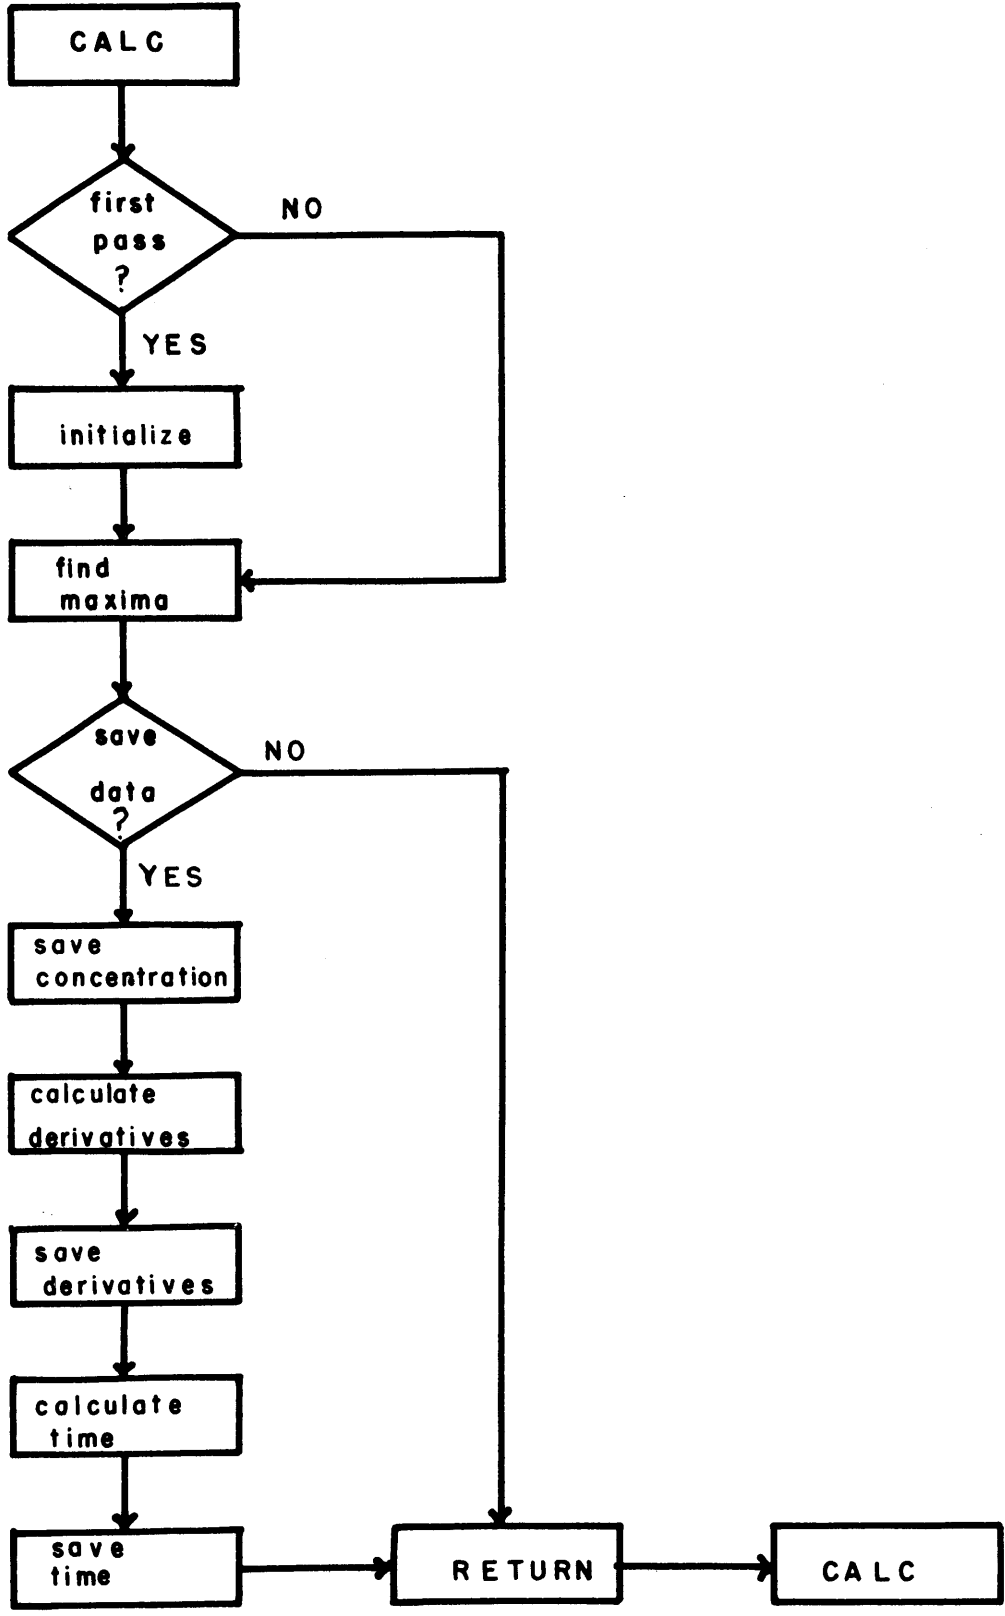 CALC
first
pass
?
NO
YES
initialize
find
maxima
save
data
?
NO
YES
save
concentration
calculate
derivatives
save
derivatives
calculate
time
save
time
RETURN
CALC